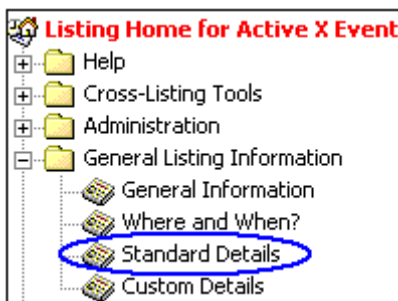 Listing Home for Active X Event
Help
Cross-Listing Tools
Administration
General Listing Information
General Information
Where and When?
Standard Details
Custom Details